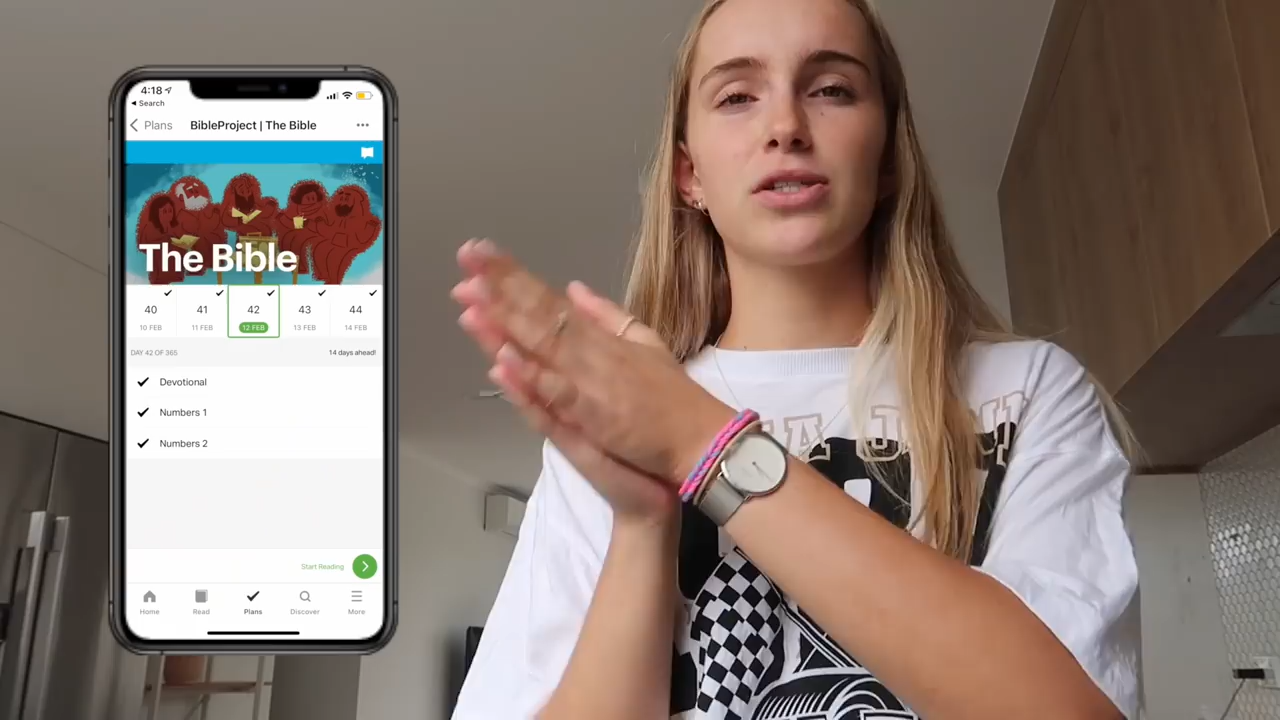 4:18
Search
Plans
BibleProject | The Bible
The Bible
40 41 42 43 44
10 FEB 11 FEB 12 FEB 13 FEB 14 FEB
DAY 42 OF 365 14 days ahead!
Devotional
Numbers 1
Numbers 2
Start Reading
Home Read Plans Discover More